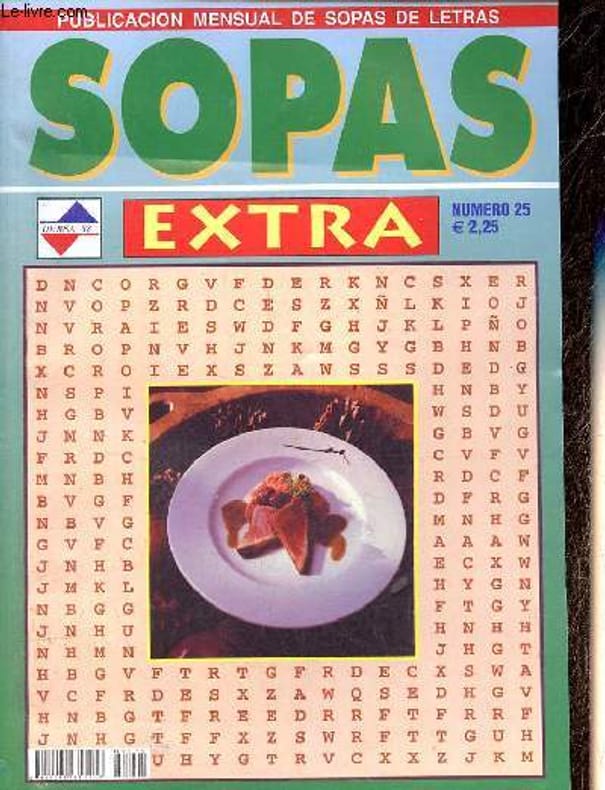 Le-livre.com
PUBLICACION MENSUAL DE SOPAS DE LETRAS
SOPAS
EXTRA
NUMERO 25
€ 2,25
D N C O R G V F D E R K N C S X E R
N V O P Z R D C E S Z X Ñ L K I O J
N V R A I E S W D F G H J K L P Ñ O
B R O P N V H J N K M G Y G B H N B
X C R O I E X S Z A N S S S D E D G
N S P I H N B Y
H G B V W S D U
J N N K G B V G
F R D C C V F V
M N B H R D C F
B V G F D F R G
N B V G M N H G
G V F C A A A W
J N H B E C X W
J M K L H Y G N
N B G G F T G Y
J N H U H N H H
N H M N J H G T
H B G V F T R T G F R D E C X S W A
V C F R D E S X Z A W Q S E D H G V
H N B G T F R E E D R R F T F R R F
J N H G T F F X Z S W R F T T G U H
U H Y G T R V C X X Z J K M